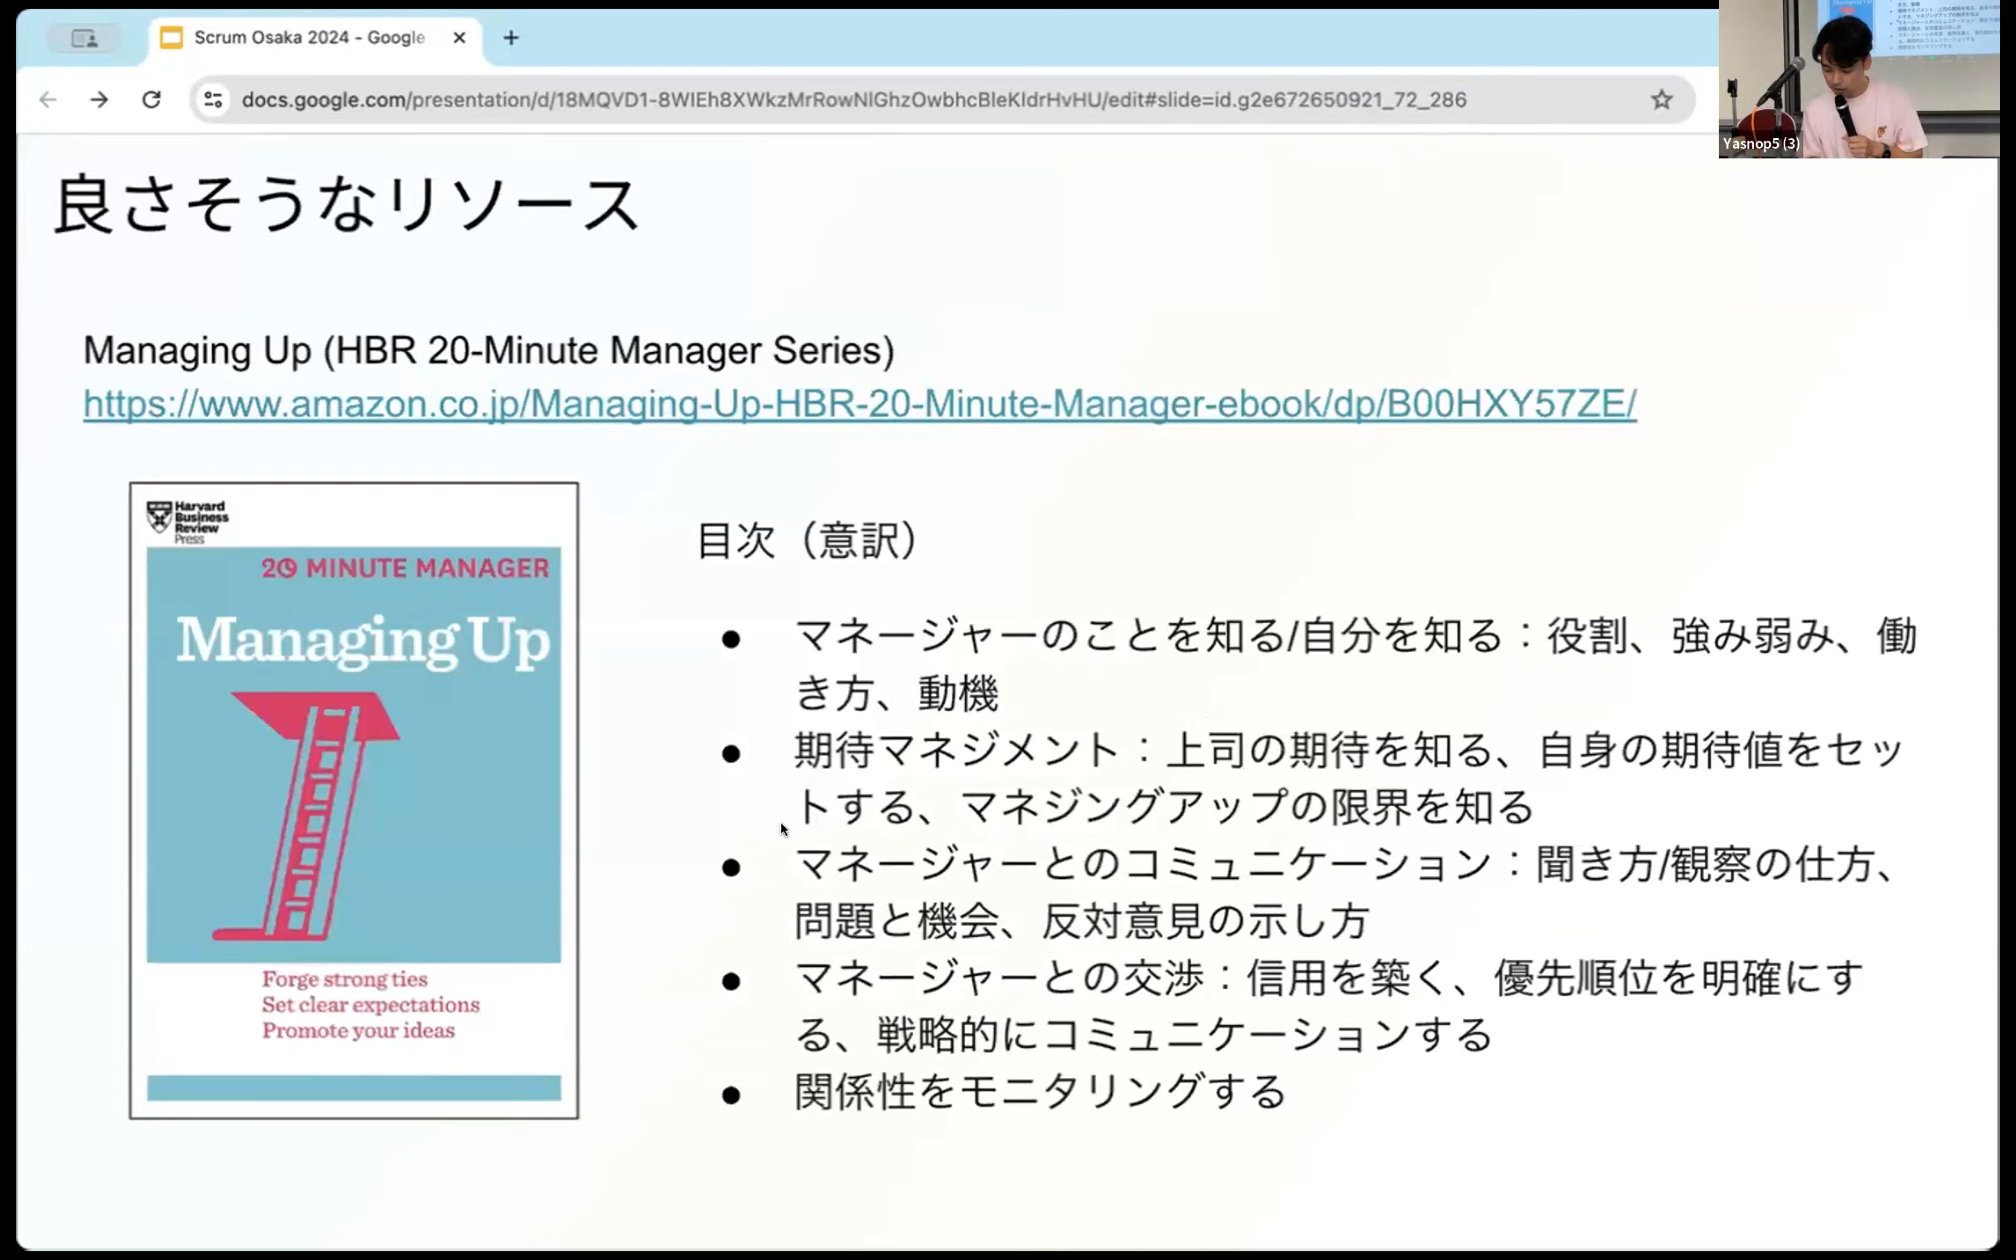 Scrum Osaka 2024 - Google
docs.google.com/presentation/d/18MQVD1-8WIEh8XWkzMrRowNlGhzOwbhcBleKIdrHvHU/edit#slide=id.g2e672650921_72_286
Yasnop5 (3)
良さそうなリソース
Managing Up (HBR 20-Minute Manager Series)
https://www.amazon.co.jp/Managing-Up-HBR-20-Minute-Manager-ebook/dp/B00HXY57ZE/
Harvard
Business
Review
Press
20 MINUTE MANAGER
Managing Up
Forge strong ties
Set clear expectations
Promote your ideas
目次（意訳）
● マネージャーのことを知る/自分を知る：役割、強み弱み、働
き方、動機
● 期待マネジメント：上司の期待を知る、自身の期待値をセッ
トする、マネジングアップの限界を知る
● マネージャーとのコミュニケーション：聞き方/観察の仕方、
問題と機会、反対意見の示し方
● マネージャーとの交渉：信用を築く、優先順位を明確にす
る、戦略的にコミュニケーションする
● 関係性をモニタリングする